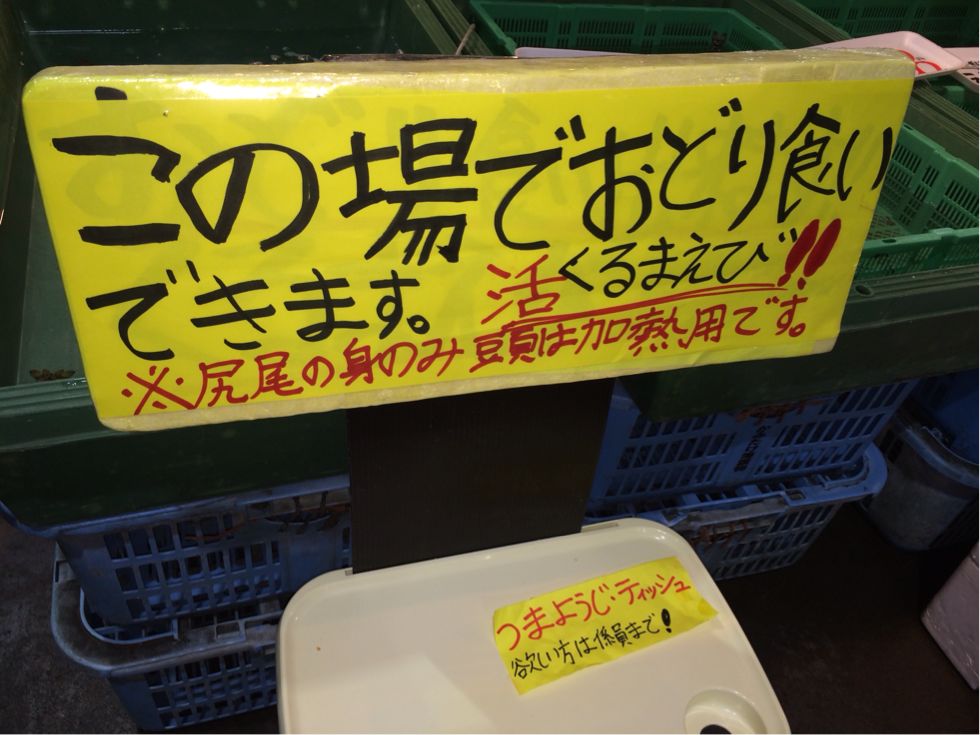 この場でおどり食い
できます。活くるまえび!!
※尻尾の身のみ 頭は加熱用です。
つまようじ・ティッシュ
欲しい方は係員まで!